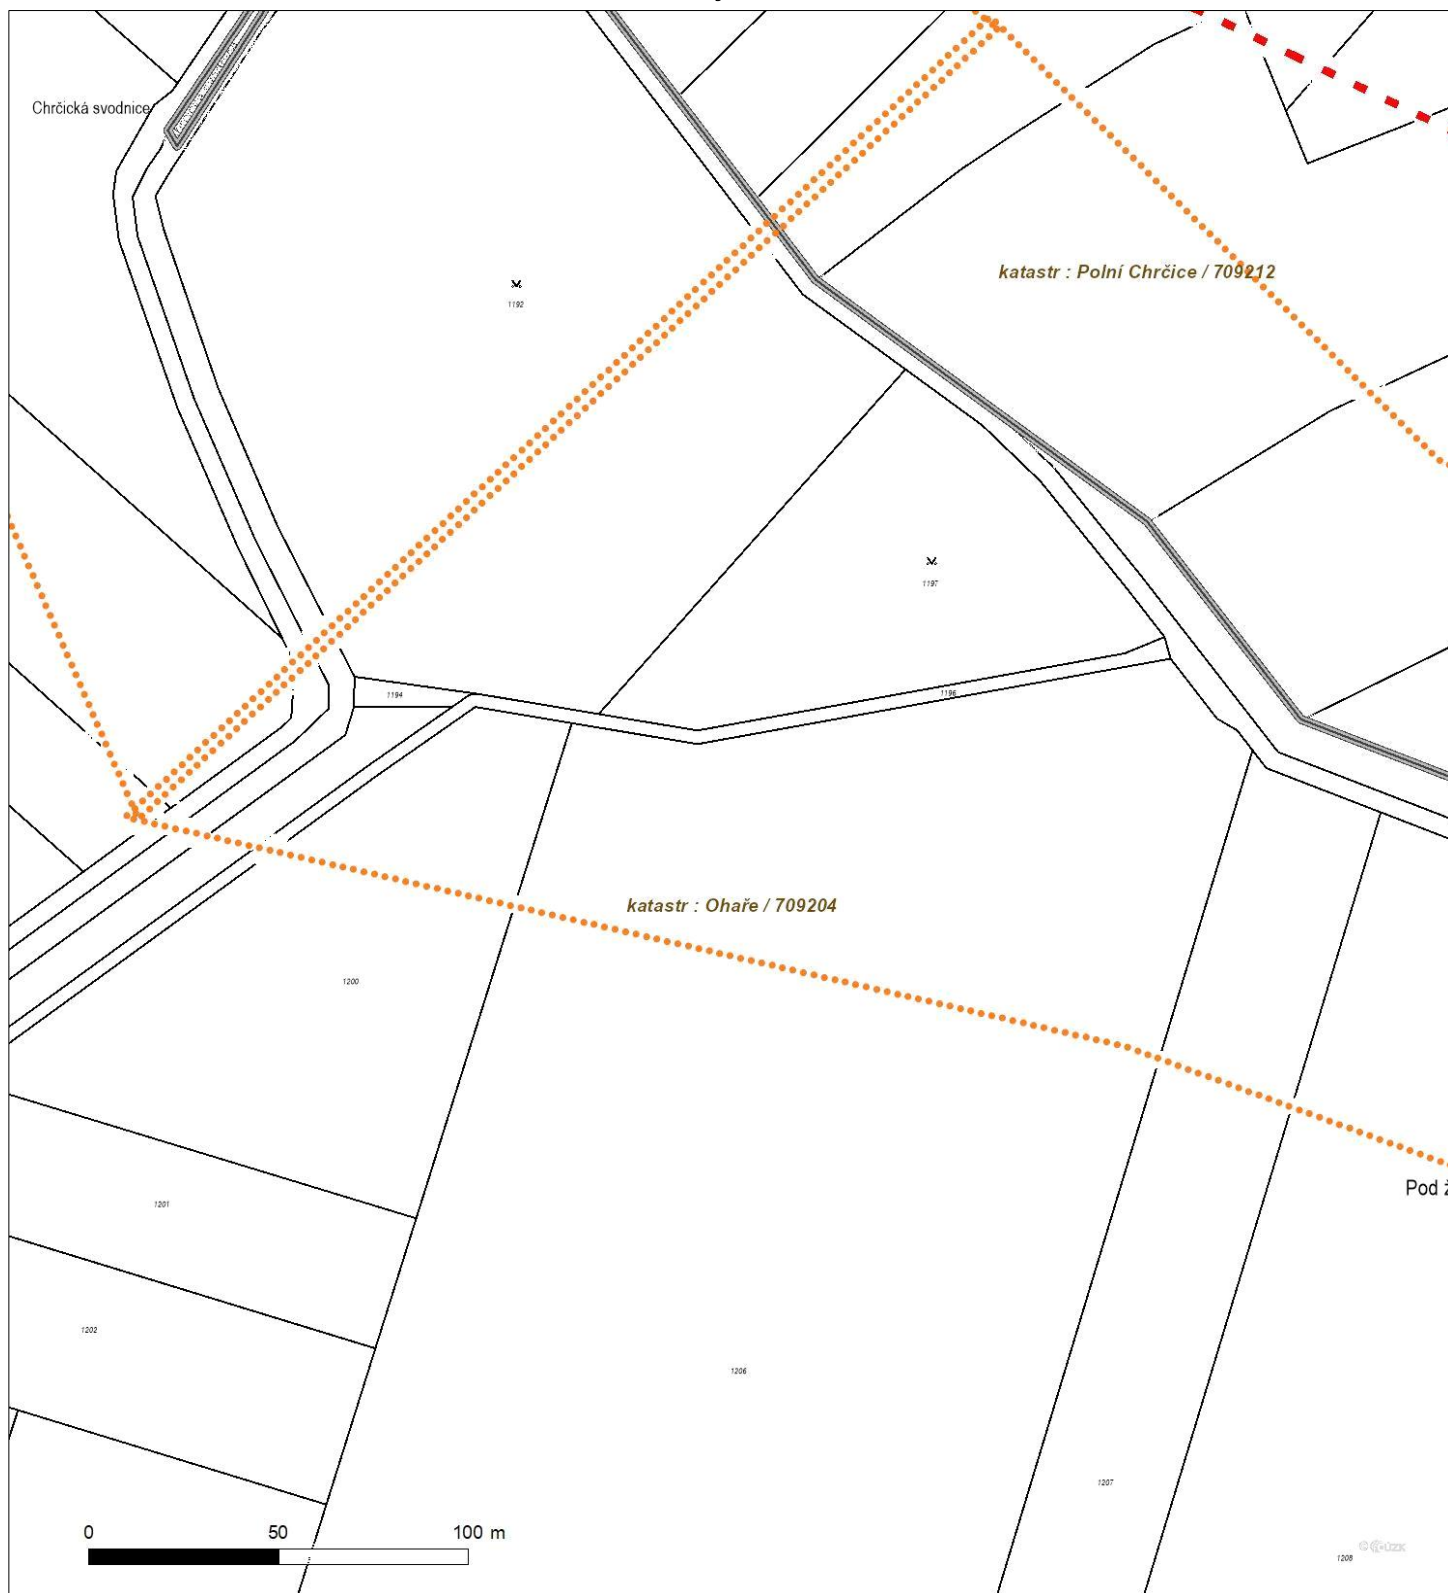 Chrčická svodnice
katastr : Polní Chrčice / 709212
1192
1197
1194
1196
katastr : Ohaře / 709204
1200
Pod
1201
1202
1206
1207
0 50 100 m
1208